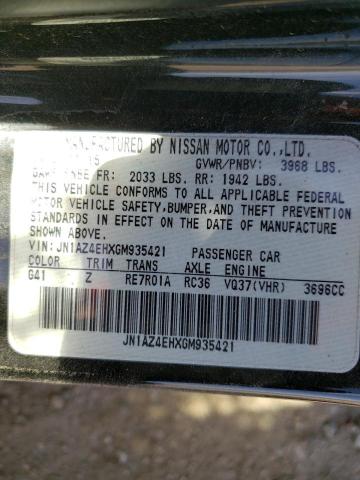 MANUFACTURED BY NISSAN MOTOR CO.,LTD.
GVWR/PNBV: 3968 LBS.
FR: 2033 LBS. RR: 1942 LBS.
THIS VEHICLE CONFORMS TO ALL APPLICABLE FEDERAL
MOTOR VEHICLE SAFETY,BUMPER,AND THEFT PREVENTION
STANDARDS IN EFFECT ON THE DATE OF MANUFACTURE
SHOWN ABOVE.
VIN: JN1AZ4EHXGM935421 PASSENGER CAR
COLOR TRIM TRANS AXLE ENGINE
G41 Z RE7R01A RC36 VQ37(VHR) 3696CC
JN1AZ4EHXGM935421